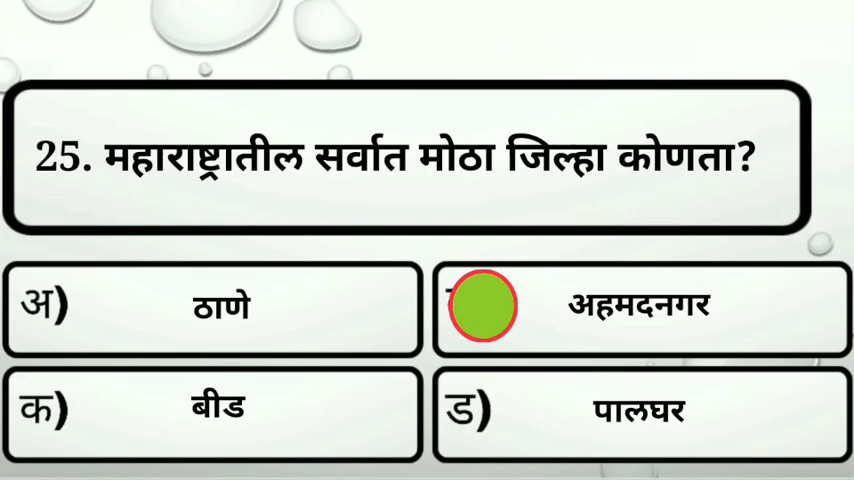 25. महाराष्ट्रातील सर्वात मोठा जिल्हा कोणता?
अ) ठाणे
अहमदनगर
क) बीड
ड) पालघर